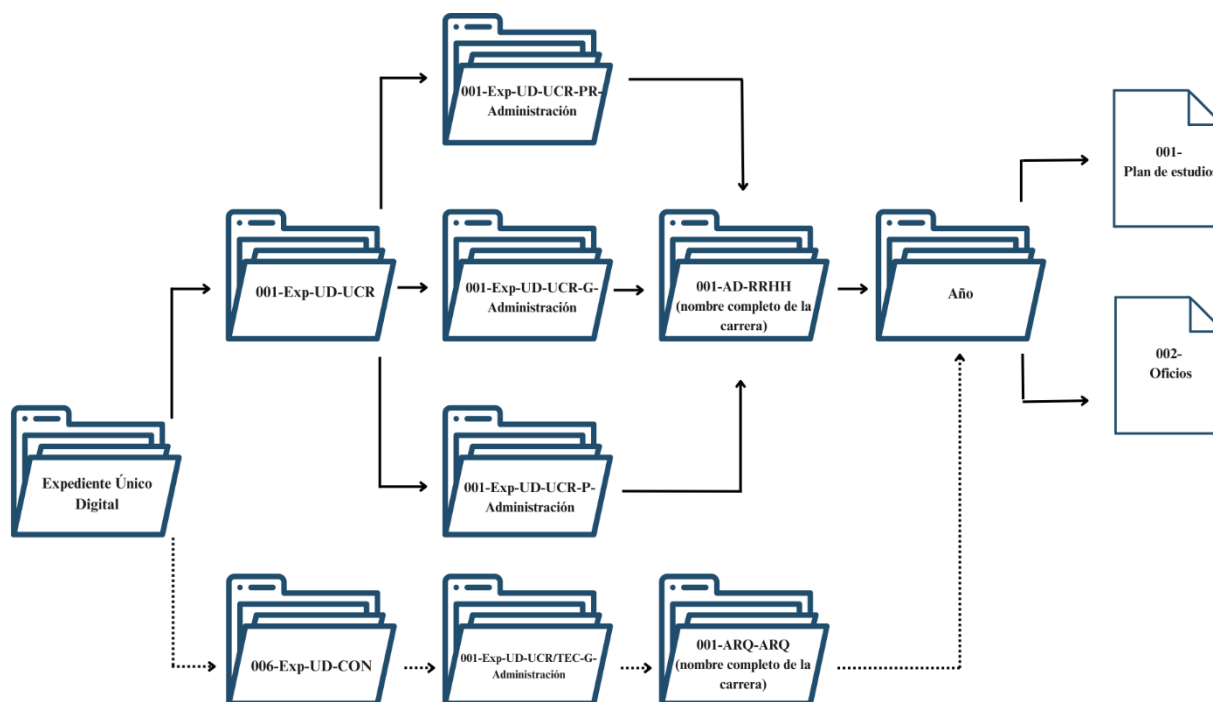 001-Exp-UD-UCR-PR-
Administración
001-
Plan de estudios
001-Exp-UD-UCR
001-Exp-UD-UCR-G-
Administración
001-AD-RRHH
(nombre completo de la
carrera)
Año
002-
Oficios
Expediente Único
Digital
001-Exp-UD-UCR-P-
Administración
006-Exp-UD-CON
001-Exp-UD-UCR/TEC-G-
Administración
001-ARQ-ARQ
(nombre completo de la
carrera)